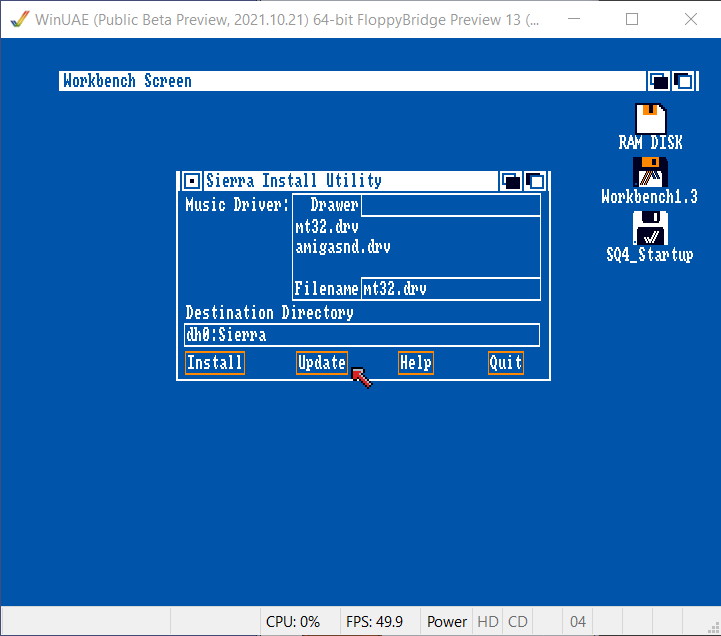 WinUAE (Public Beta Preview, 2021.10.21) 64-bit FloppyBridge Preview 13 (...
Workbench Screen
RAM DISK
Workbench1.3
SQ4_Startup
Sierra Install Utility
Music Driver: Drawer
mt32.drv
amigasnd.drv
Filename mt32.drv
Destination Directory
dh0:Sierra
Install Update Help Quit
CPU: 0% FPS: 49.9 Power HD CD 04